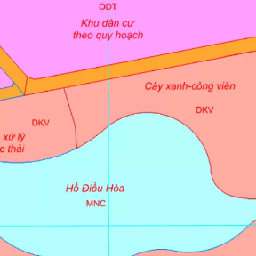 ODT
Khu dân cư
theo quy hoạch
Cây xanh-công viên
DKV
DKV
xử lý
c thải
Hồ Điều Hòa
MNC